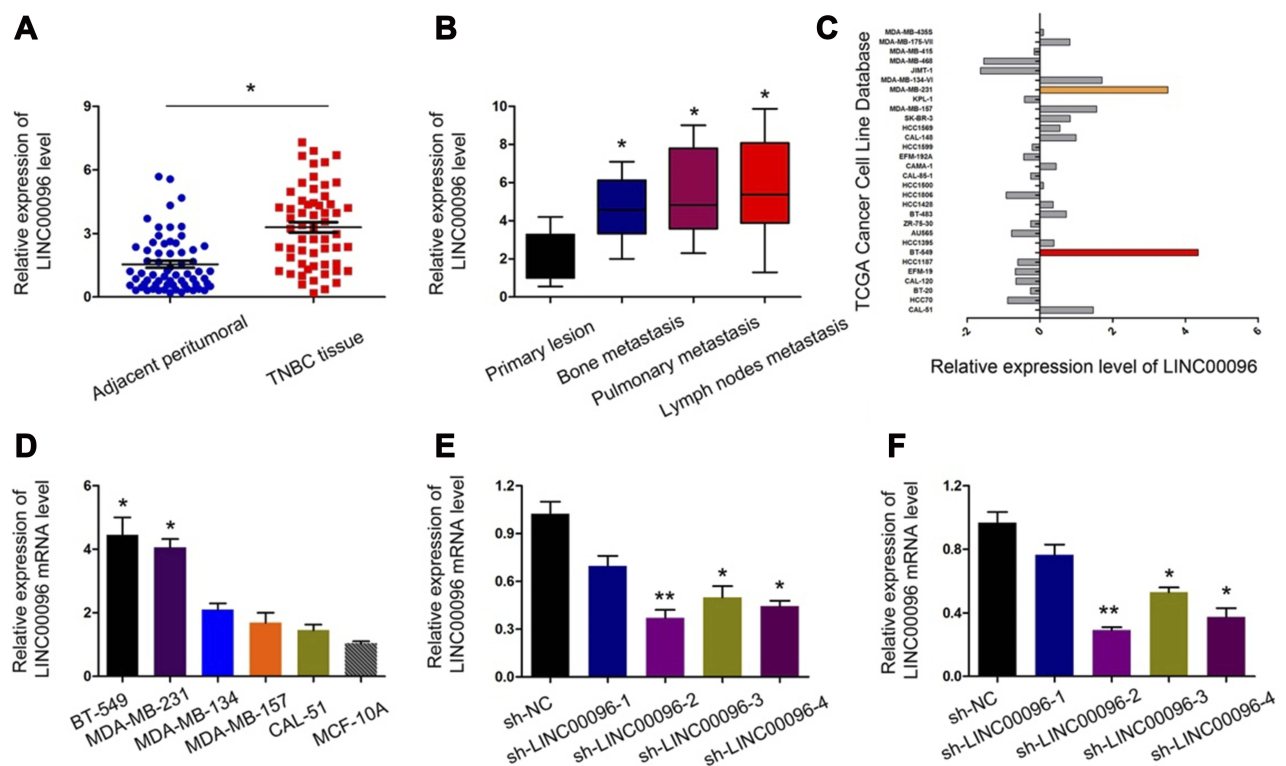 A
Relative expression of
LINC00096 level
9
6
3
0
*
Adjacent peritumoral
TNBC tissue
B
Relative expression of
LINC00096 level
10
8
6
4
2
0
*
*
*
Primary lesion
Bone metastasis
Pulmonary metastasis
Lymph nodes metastasis
C
TCGA Cancer Cell Line Database
MDA-MB-435S
MDA-MB-175-VII
MDA-MB-415
MDA-MB-468
JIMT-1
MDA-MB-134-VI
MDA-MB-231
KPL-1
MDA-MB-157
SK-BR-3
HCC1569
CAL-148
HCC1599
EFM-192A
CAMA-1
CAL-85-1
HCC1500
HCC1806
HCC1428
BT-483
ZR-75-30
AU565
HCC1395
BT-549
HCC1187
EFM-19
CAL-120
BT-20
HCC70
CAL-51
-2
0
2
4
6
Relative expression level of LINC00096
D
Relative expression of
LINC00096 mRNA level
6
4
2
0
*
*
BT-549
MDA-MB-231
MDA-MB-134
MDA-MB-157
CAL-51
MCF-10A
E
Relative expression of
LINC00096 mRNA level
1.2
0.9
0.6
0.3
0.0
**
*
*
sh-NC
sh-LINC00096-1
sh-LINC00096-2
sh-LINC00096-3
sh-LINC00096-4
F
Relative expression of
LINC00096 mRNA level
1.2
0.8
0.4
0.0
**
*
*
sh-NC
sh-LINC00096-1
sh-LINC00096-2
sh-LINC00096-3
sh-LINC00096-4